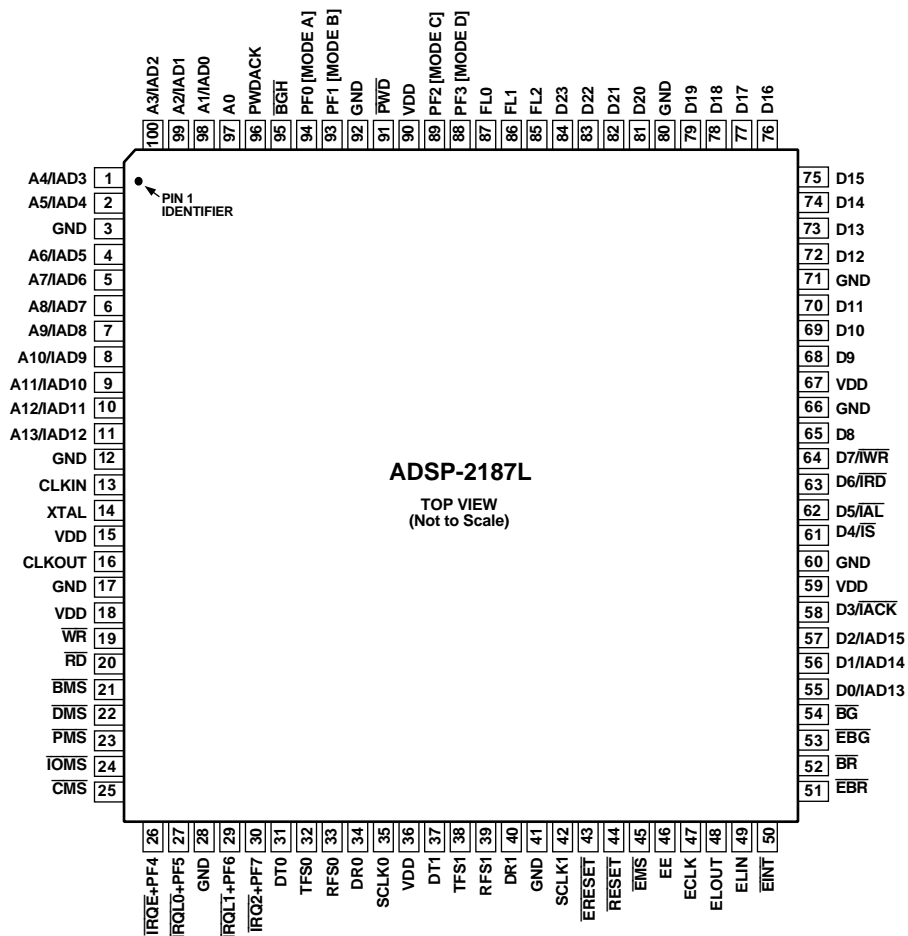 A3/IAD2
A2/IAD1
A1/IAD0
A0
PWDACK
BGH
PF0 [MODE A]
PF1 [MODE B]
GND
PWD
VDD
PF2 [MODE C]
PF3 [MODE D]
FL0
FL1
FL2
D23
D22
D21
D20
GND
D19
D18
D17
D16
100 99 98 97 96 95 94 93 92 91 90 89 88 87 86 85 84 83 82 81 80 79 78 77 76
A4/IAD3 1
A5/IAD4 2
GND 3
A6/IAD5 4
A7/IAD6 5
A8/IAD7 6
A9/IAD8 7
A10/IAD9 8
A11/IAD10 9
A12/IAD11 10
A13/IAD12 11
GND 12
CLKIN 13
XTAL 14
VDD 15
CLKOUT 16
GND 17
VDD 18
WR 19
RD 20
BMS 21
DMS 22
PMS 23
IOMS 24
CMS 25
PIN 1
IDENTIFIER
ADSP-2187L
TOP VIEW
(Not to Scale)
75 D15
74 D14
73 D13
72 D12
71 GND
70 D11
69 D10
68 D9
67 VDD
66 GND
65 D8
64 D7/IWR
63 D6/IRD
62 D5/IAL
61 D4/IS
60 GND
59 VDD
58 D3/IACK
57 D2/IAD15
56 D1/IAD14
55 D0/IAD13
54 BG
53 EBG
52 BR
51 EBR
26 27 28 29 30 31 32 33 34 35 36 37 38 39 40 41 42 43 44 45 46 47 48 49 50
IRQE+PF4
IRQL0+PF5
GND
IRQL1+PF6
IRQ2+PF7
DT0
TFS0
RFS0
DR0
SCLK0
VDD
DT1
TFS1
RFS1
DR1
GND
SCLK1
ERESET
RESET
EMS
EE
ECLK
ELOUT
ELIN
EINT